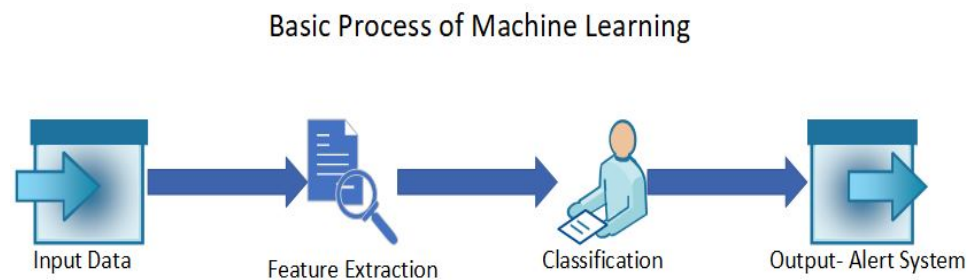 Basic Process of Machine Learning
Input Data
Feature Extraction
Classification
Output- Alert System